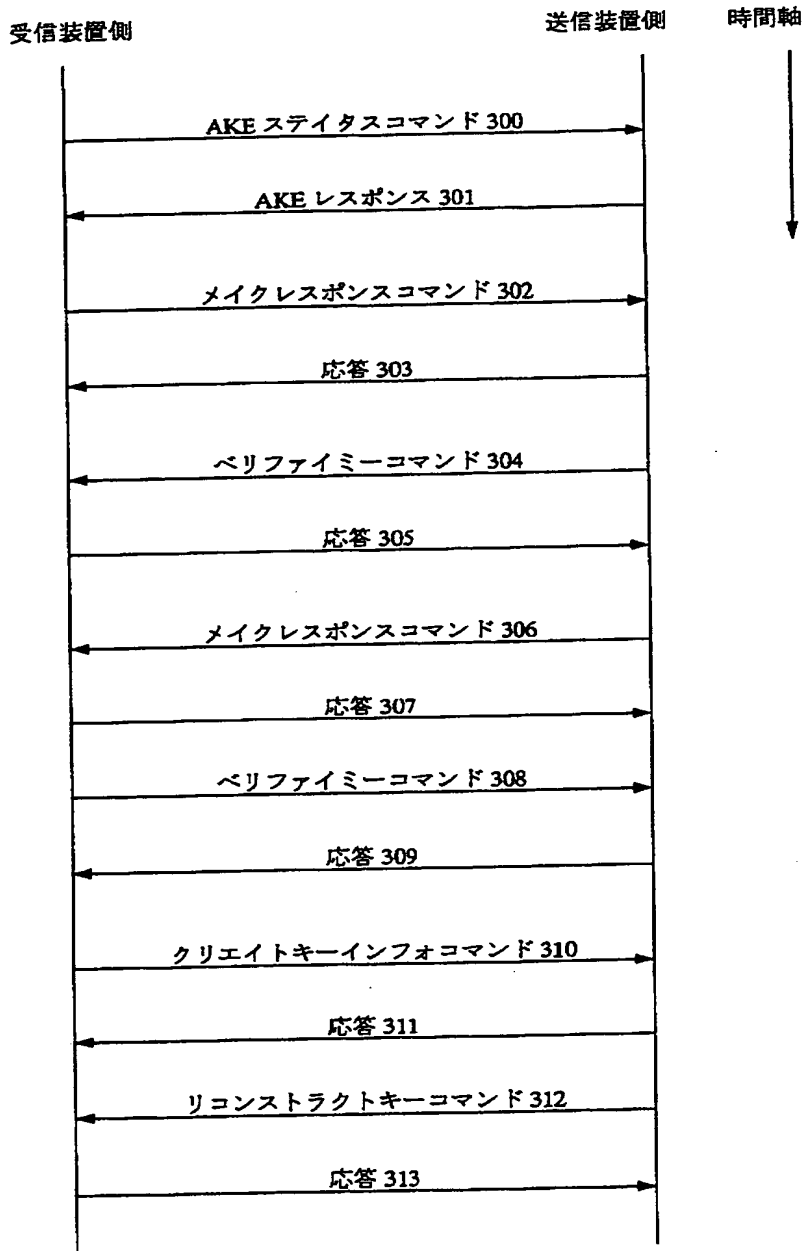 受信装置側
送信装置側
時間軸
AKE ステイタスコマンド 300
AKE レスポンス 301
メイクレスポンスコマンド 302
応答 303
ベリファイミーコマンド 304
応答 305
メイクレスポンスコマンド 306
応答 307
ベリファイミーコマンド 308
応答 309
クリエイトキーインフォコマンド 310
応答 311
リコンストラクトキーコマンド 312
応答 313